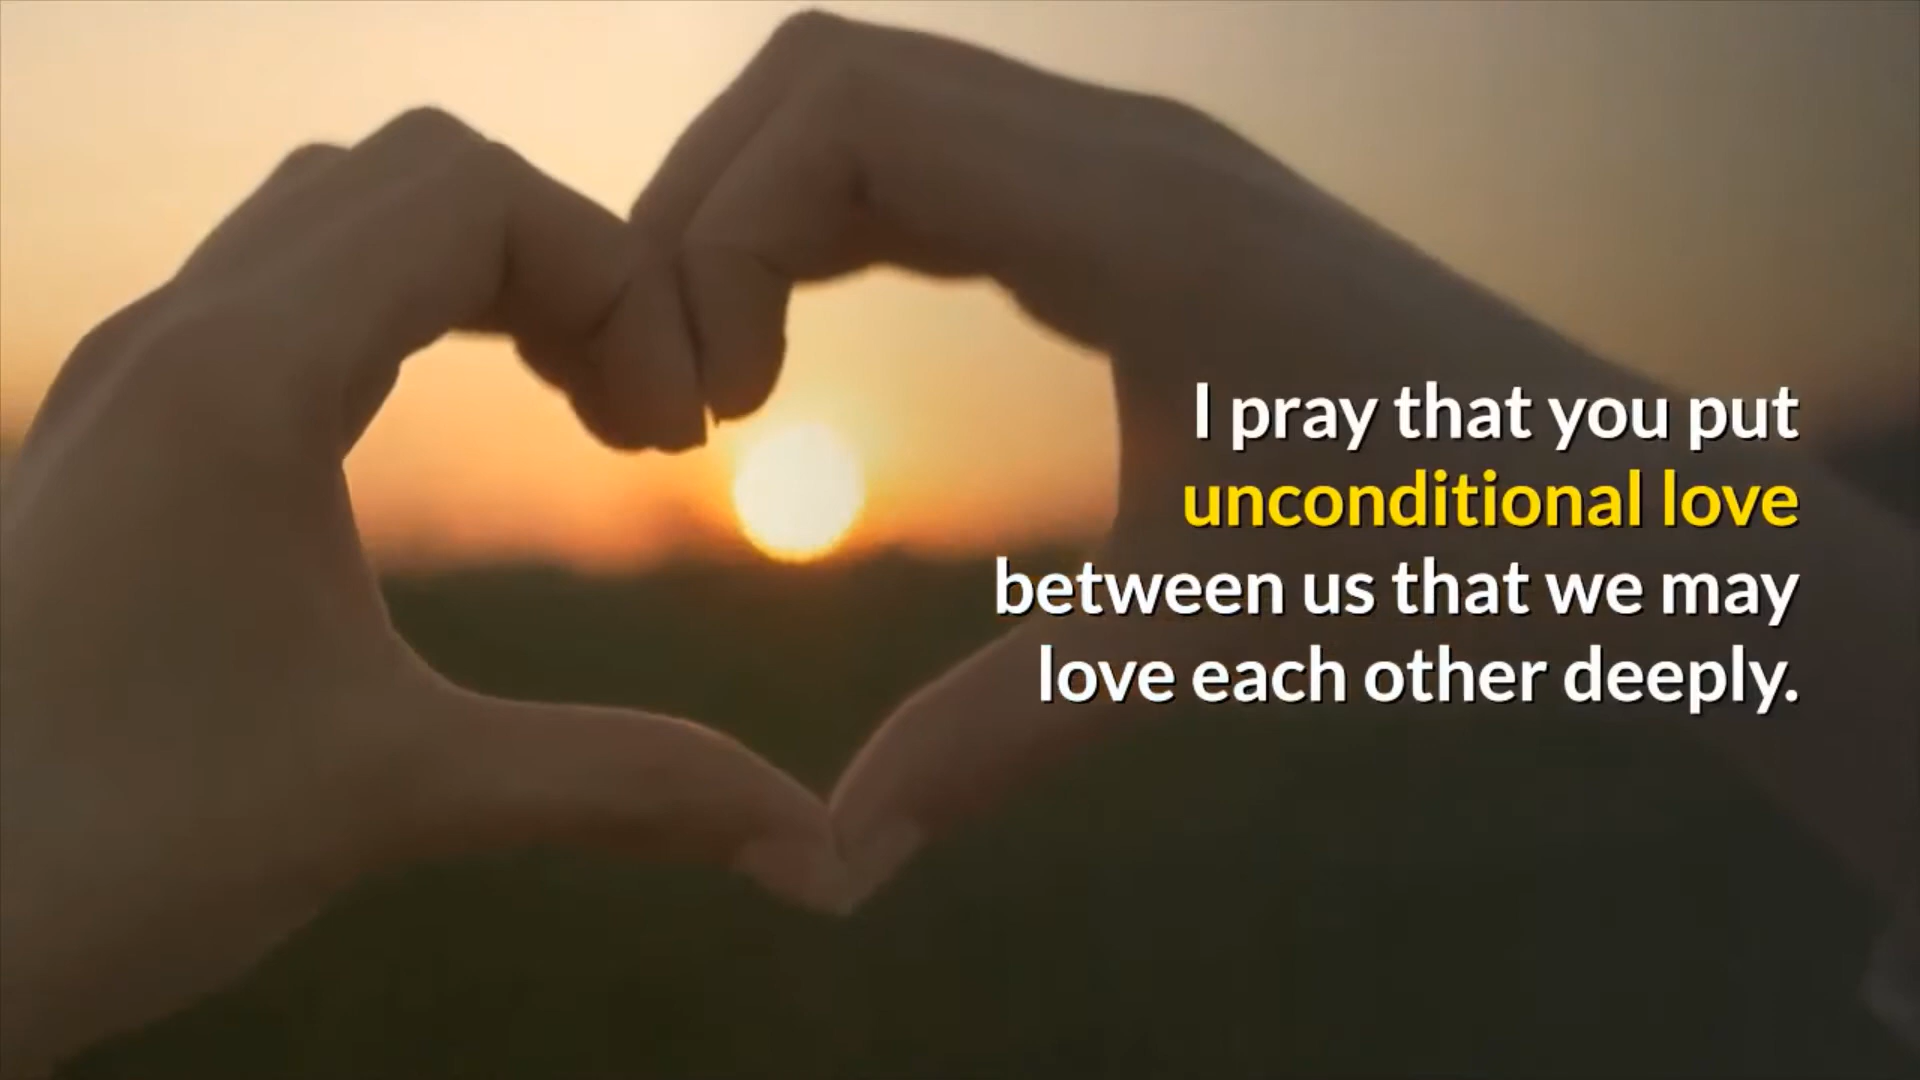 I pray that you put
unconditional love
between us that we may
love each other deeply.